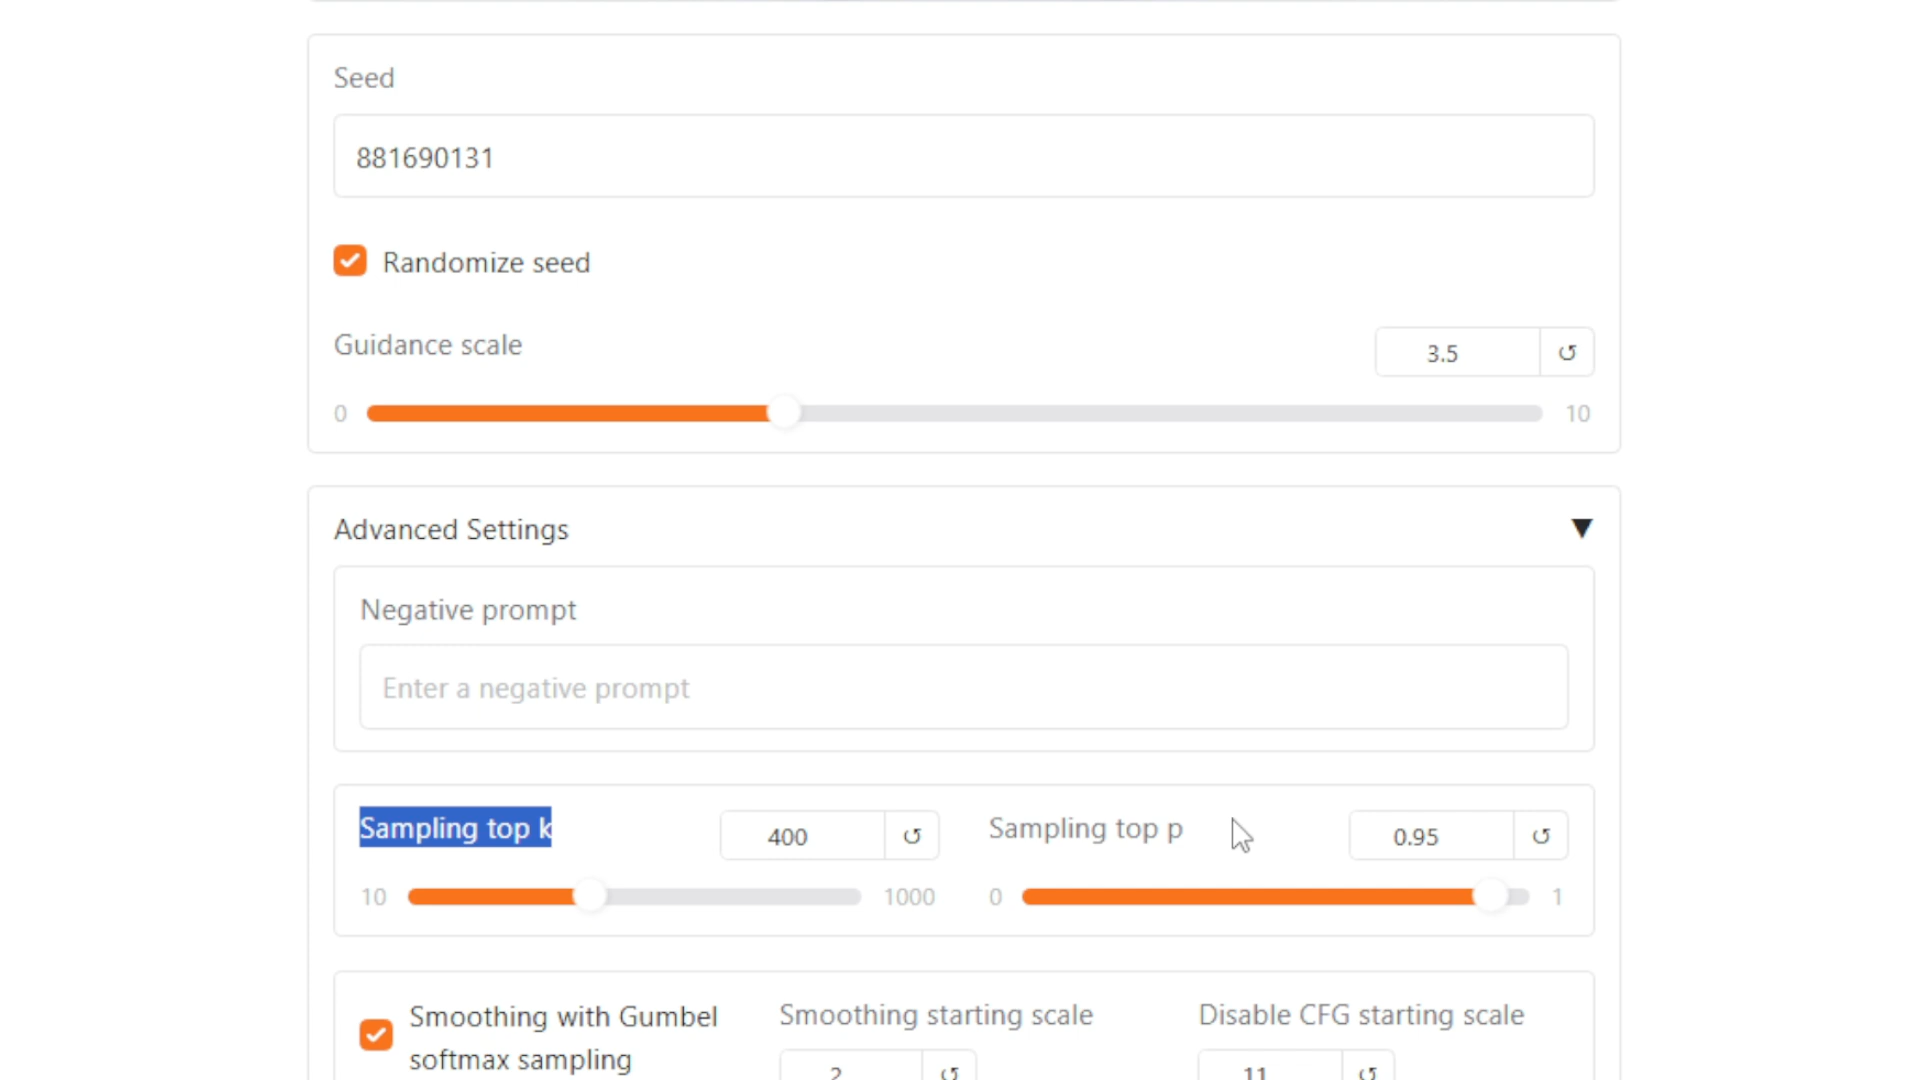 Seed
881690131
Randomize seed
Guidance scale
3.5
0
10
Advanced Settings
Negative prompt
Enter a negative prompt
Sampling top k
400
Sampling top p
0.95
10
1000
0
1
Smoothing with Gumbel
softmax sampling
Smoothing starting scale
2
Disable CFG starting scale
11